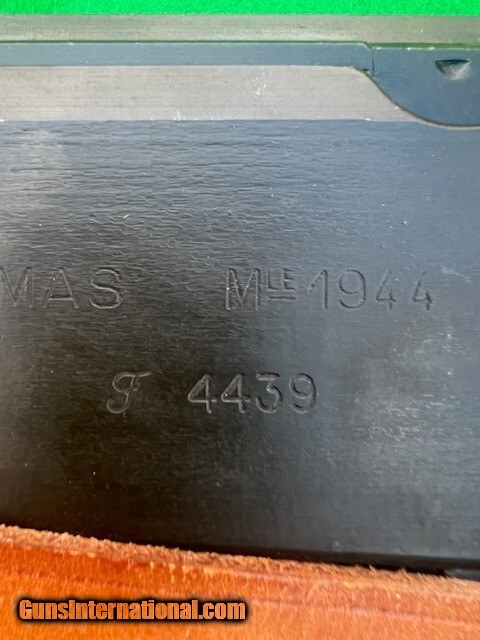 MAS MLE 1944
F 4439
GunsInternational.com